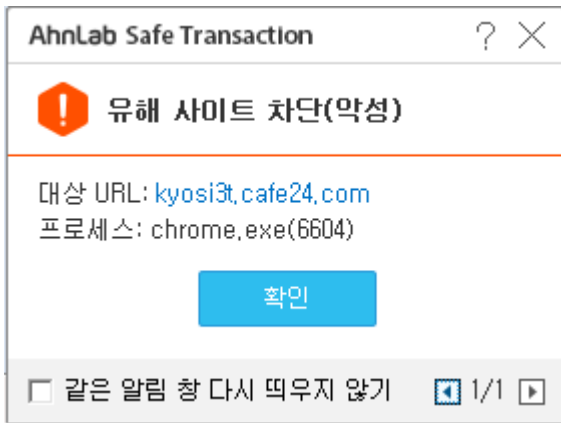 AhnLab Safe Transaction
유해 사이트 차단(악성)
대상 URL: kyosi3t.cafe24.com
프로세스: chrome.exe(6604)
확인
같은 알림 창 다시 띄우지 않기 1/1